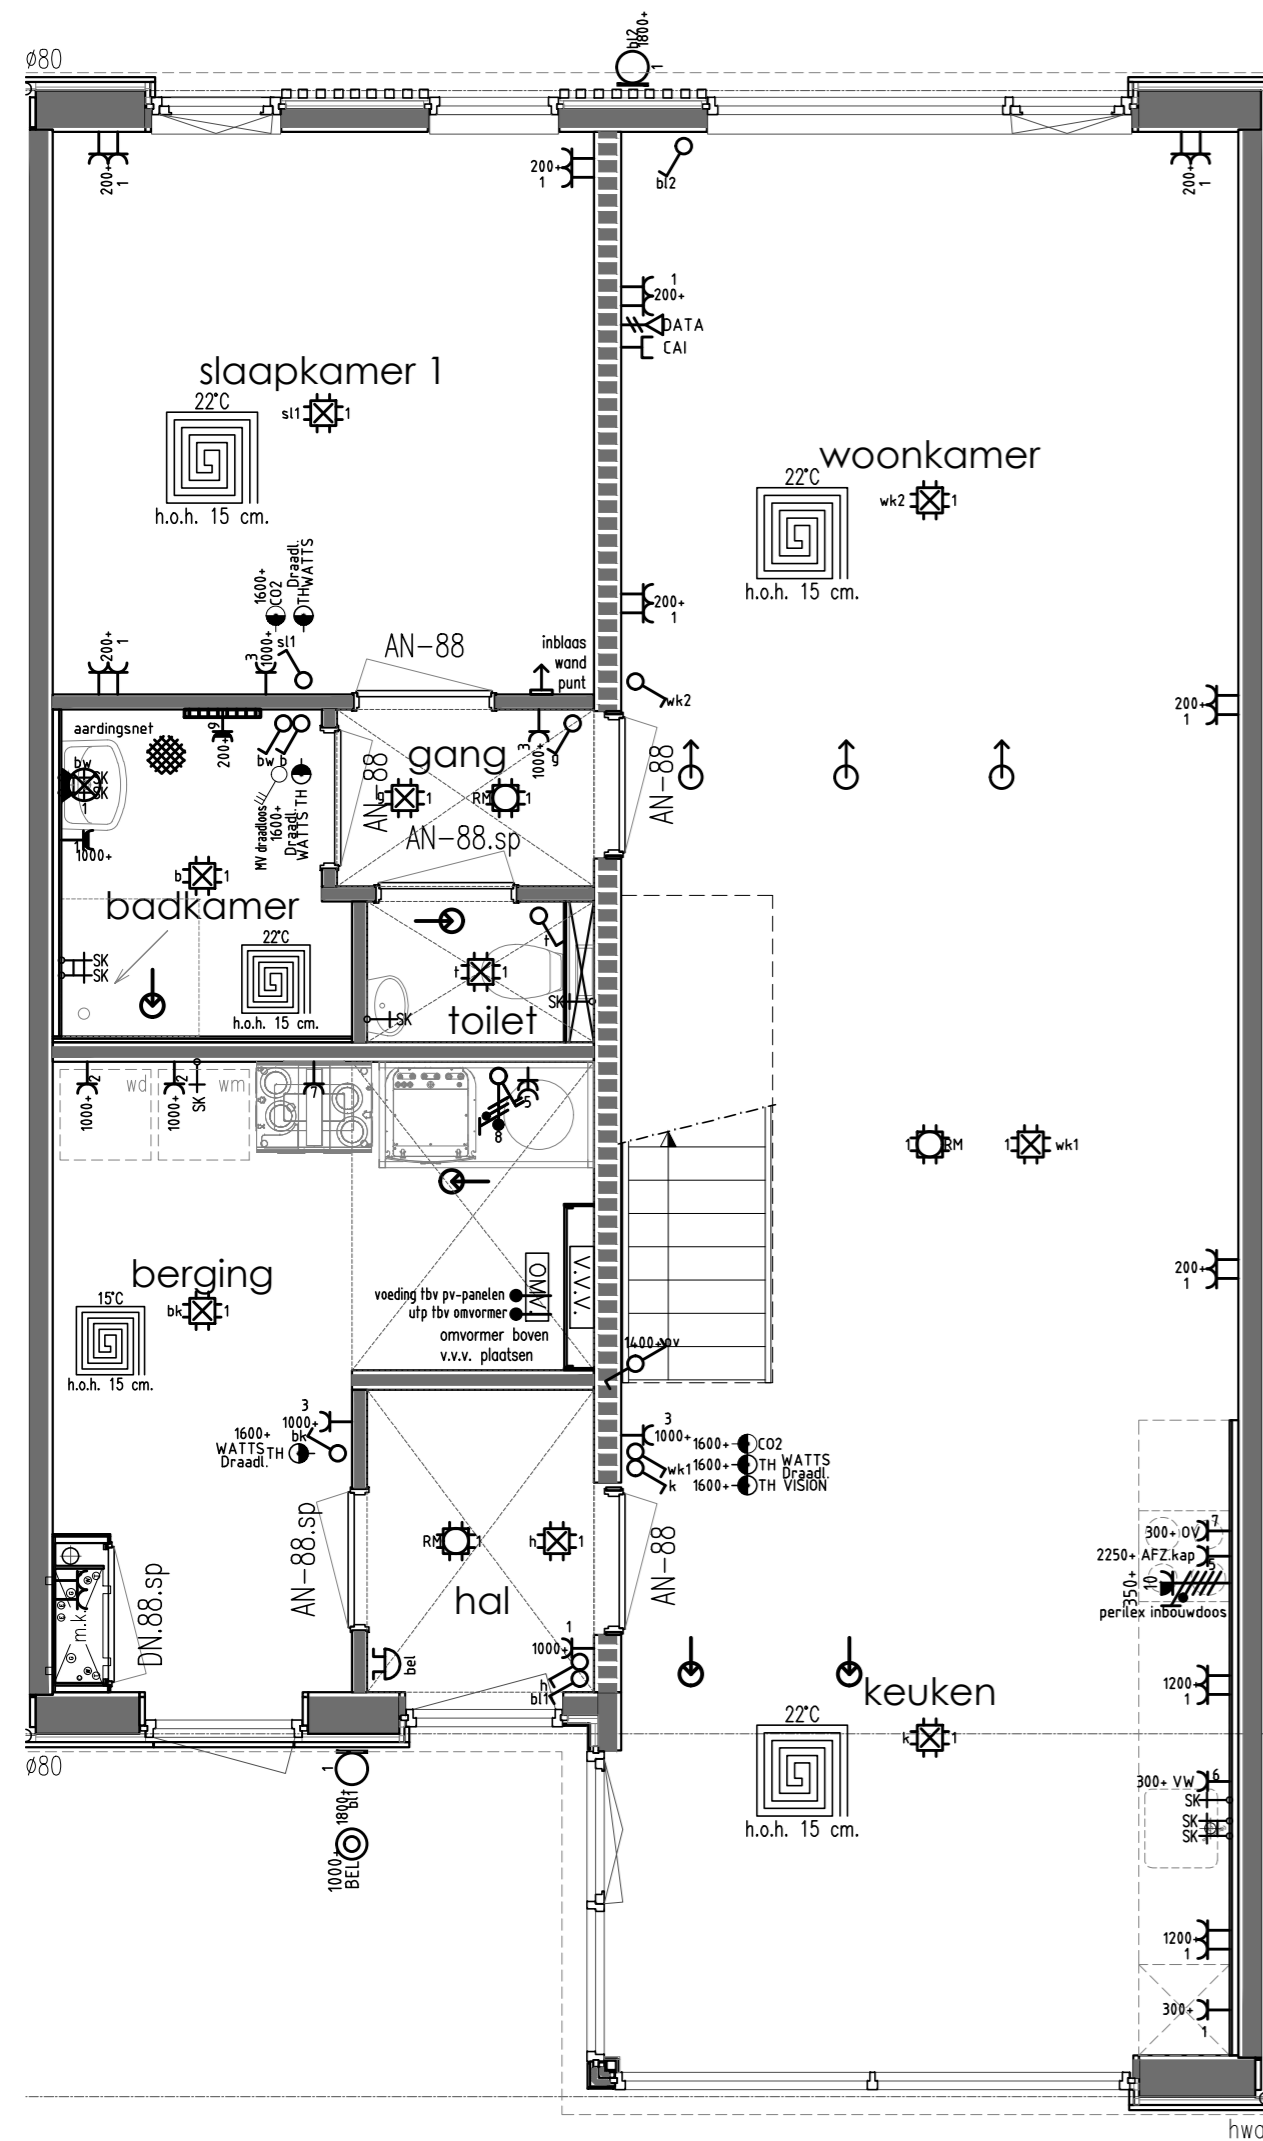 ø80
bl2
1800+
1
200+
1
200+
1
bl2
200+
1
1
200+
DATA
CAI
slaapkamer 1
22°C
sl1
1
h.o.h. 15 cm.
woonkamer
22°C
wk2
1
h.o.h. 15 cm.
1600+
CO2
Draadl.
TH WATTS
200+
1
200+
1
3
1000+
sl1
AN-88
inblaas
wand
punt
wk2
200+
1
aardingsnet
9
200+
bw
b
gang
3
1000+
g
AN-88
AN-88
bw
SK
SK
1
MV draadloos
1600+
Draadl.
WATTS TH
g
1
RM
1
AN-88.sp
1
1000+
b
1
badkamer
22°C
SK
SK
h.o.h. 15 cm.
t
t
1
SK
toilet
SK
1000+
2
wd
1000+
2
SK
wm
7
5
8
1
RM
1
wk1
berging
bk
1
15°C
h.o.h. 15 cm.
OMV.
V.V.V.
voeding tbv pv-panelen
utp tbv omvormer
omvormer boven
v.v.v. plaatsen
200+
1
1400+
ov
3
1000+
bk
1600+
WATTS TH
Draadl.
3
1000+
wk1
k
1600+ CO2
1600+ TH WATTS
Draadl.
1600+ TH VISION
AN-88.sp
RM
1
h
1
AN-88
hal
DN.88.sp
m.k.
300+ OV
7
2250+ AFZ.kap
5
350+
10
perilex inbouwdoos
bel
1
1000+
h
bl1
keuken
22°C
k
1
h.o.h. 15 cm.
1200+
1
ø80
1
1800+
bl1
1000+
BEL
300+ VW
6
SK
SK
SK
1200+
1
300+
1